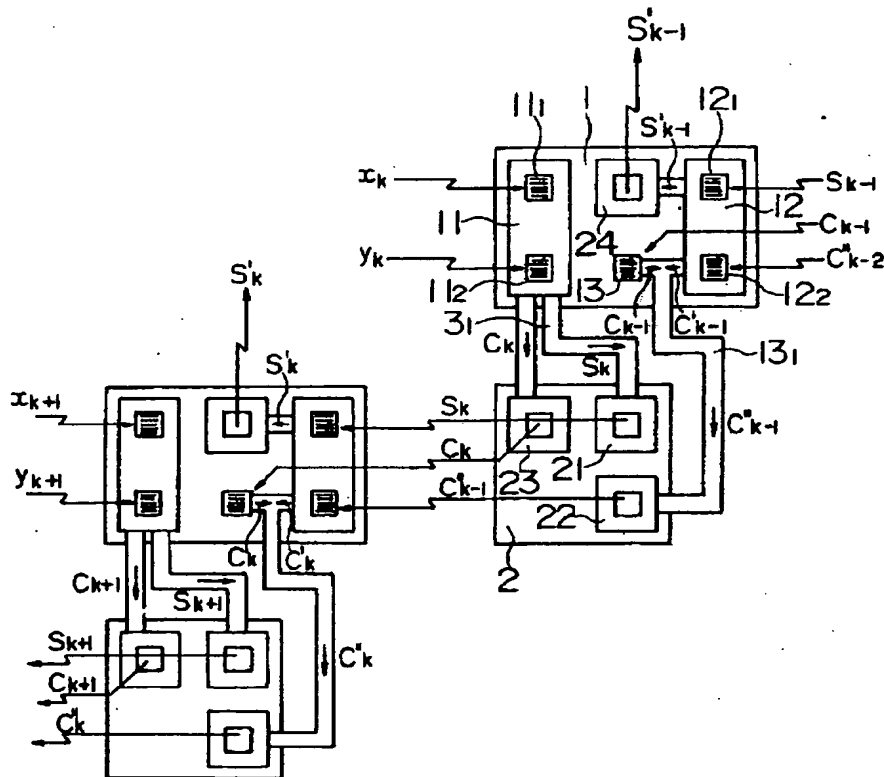 S'k-1
11₁
1
S'k-1
12₁
xk
Sk-1
11
24
12
Ck-1
yk
C"k-2
11₂
13
12₂
Ck-1
C'k-1
S'k
3₁
13₁
Ck
Sk
S'k
xk+1
Sk
C"k-1
Ck
yk+1
23
21
C"k-1
22
Ck
C'k
2
Ck+1
Sk+1
Sk+1
C"k
Ck+1
C"k